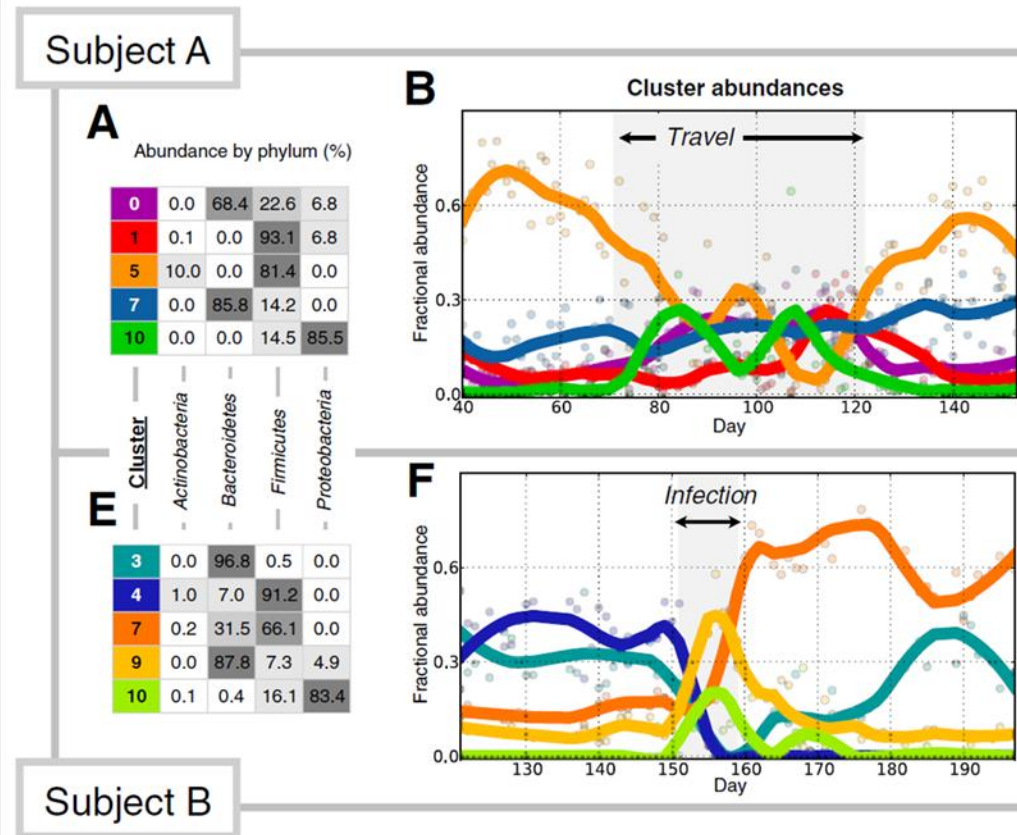 Subject A
A
Abundance by phylum (%)
0 0.0 68.4 22.6 6.8
1 0.1 0.0 93.1 6.8
5 10.0 0.0 81.4 0.0
7 0.0 85.8 14.2 0.0
10 0.0 0.0 14.5 85.5
Cluster
Actinobacteria
Bacteroidetes
Firmicutes
Proteobacteria
B
Cluster abundances
Travel
Fractional abundance
0.6
0.3
0.0
40 60 80 100 120 140
Day
E
3 0.0 96.8 0.5 0.0
4 1.0 7.0 91.2 0.0
7 0.2 31.5 66.1 0.0
9 0.0 87.8 7.3 4.9
10 0.1 0.4 16.1 83.4
F
Infection
Fractional abundance
0.6
0.3
0.0
130 140 150 160 170 180 190
Day
Subject B